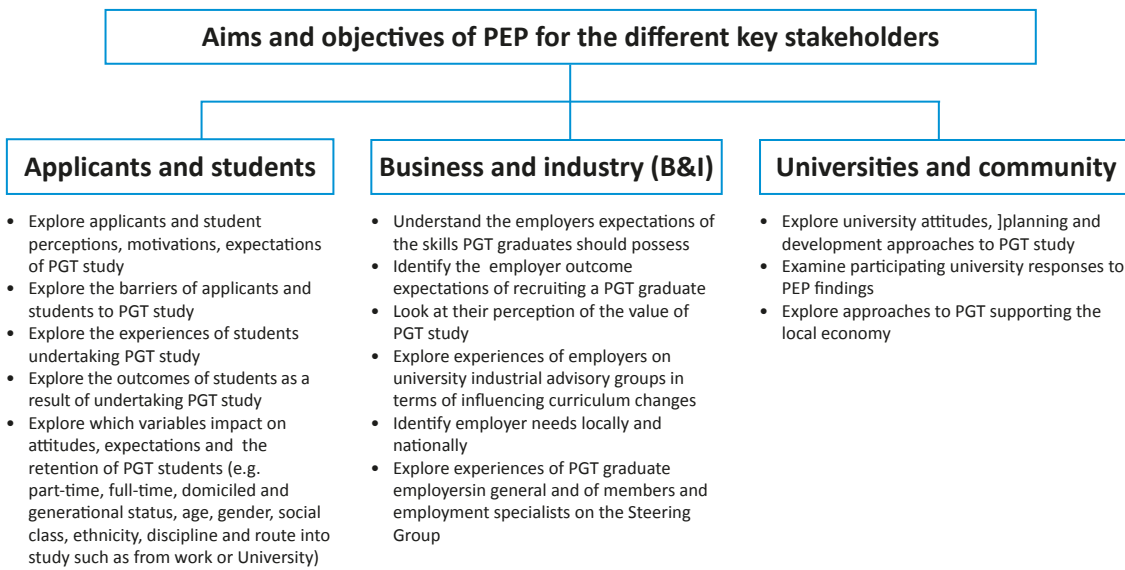 Aims and objectives of PEP for the different key stakeholders
Applicants and students
• Explore applicants and student
perceptions, motivations, expectations
of PGT study
• Explore the barriers of applicants and
students to PGT study
• Explore the experiences of students
undertaking PGT study
• Explore the outcomes of students as a
result of undertaking PGT study
• Explore which variables impact on
attitudes, expectations and  the
retention of PGT students (e.g.
part-time, full-time, domiciled and
generational status, age, gender, social
class, ethnicity, discipline and route into
study such as from work or University)
Business and industry (B&I)
• Understand the employers expectations of
the skills PGT graduates should possess
• Identify the  employer outcome
expectations of recruiting a PGT graduate
• Look at their perception of the value of
PGT study
• Explore experiences of employers on
university industrial advisory groups in
terms of influencing curriculum changes
• Identify employer needs locally and
nationally
• Explore experiences of PGT graduate
employersin general and of members and
employment specialists on the Steering
Group
Universities and community
• Explore university attitudes, ]planning and
development approaches to PGT study
• Examine participating university responses to
PEP findings
• Explore approaches to PGT supporting the
local economy